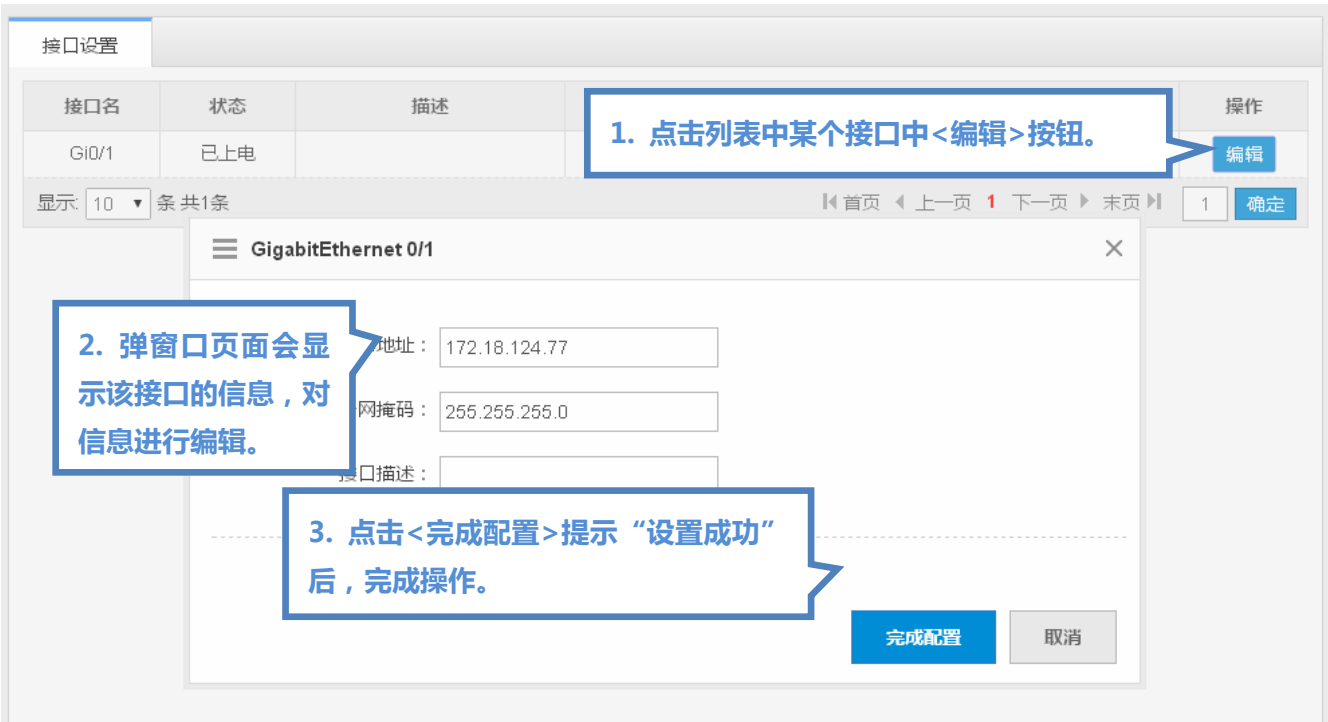 接口设置
接口名 状态 描述 操作
1. 点击列表中某个接口中<编辑>按钮。
Gi0/1 已上电 编辑
显示: 10 条 共1条 首页 上一页 1 下一页 末页 1 确定
GigabitEthernet 0/1
地址： 172.18.124.77
2. 弹窗口页面会显
示该接口的信息，对
信息进行编辑。
网掩码： 255.255.255.0
接口描述：
3. 点击<完成配置>提示“设置成功”
后，完成操作。
完成配置 取消